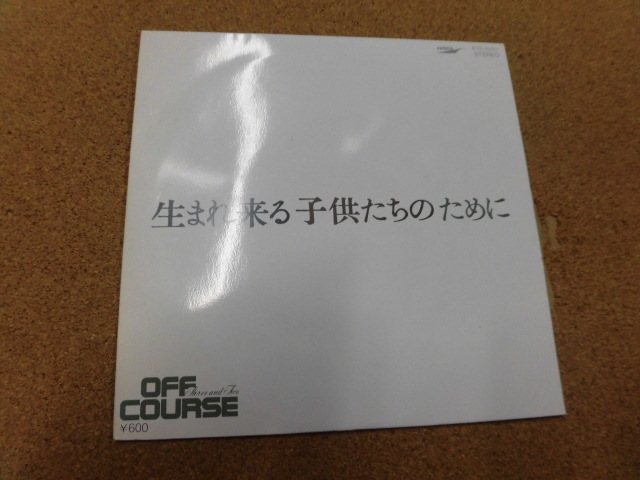 STEREO
生まれ来る子供たちのために
OFF
Three and Two
COURSE
¥600